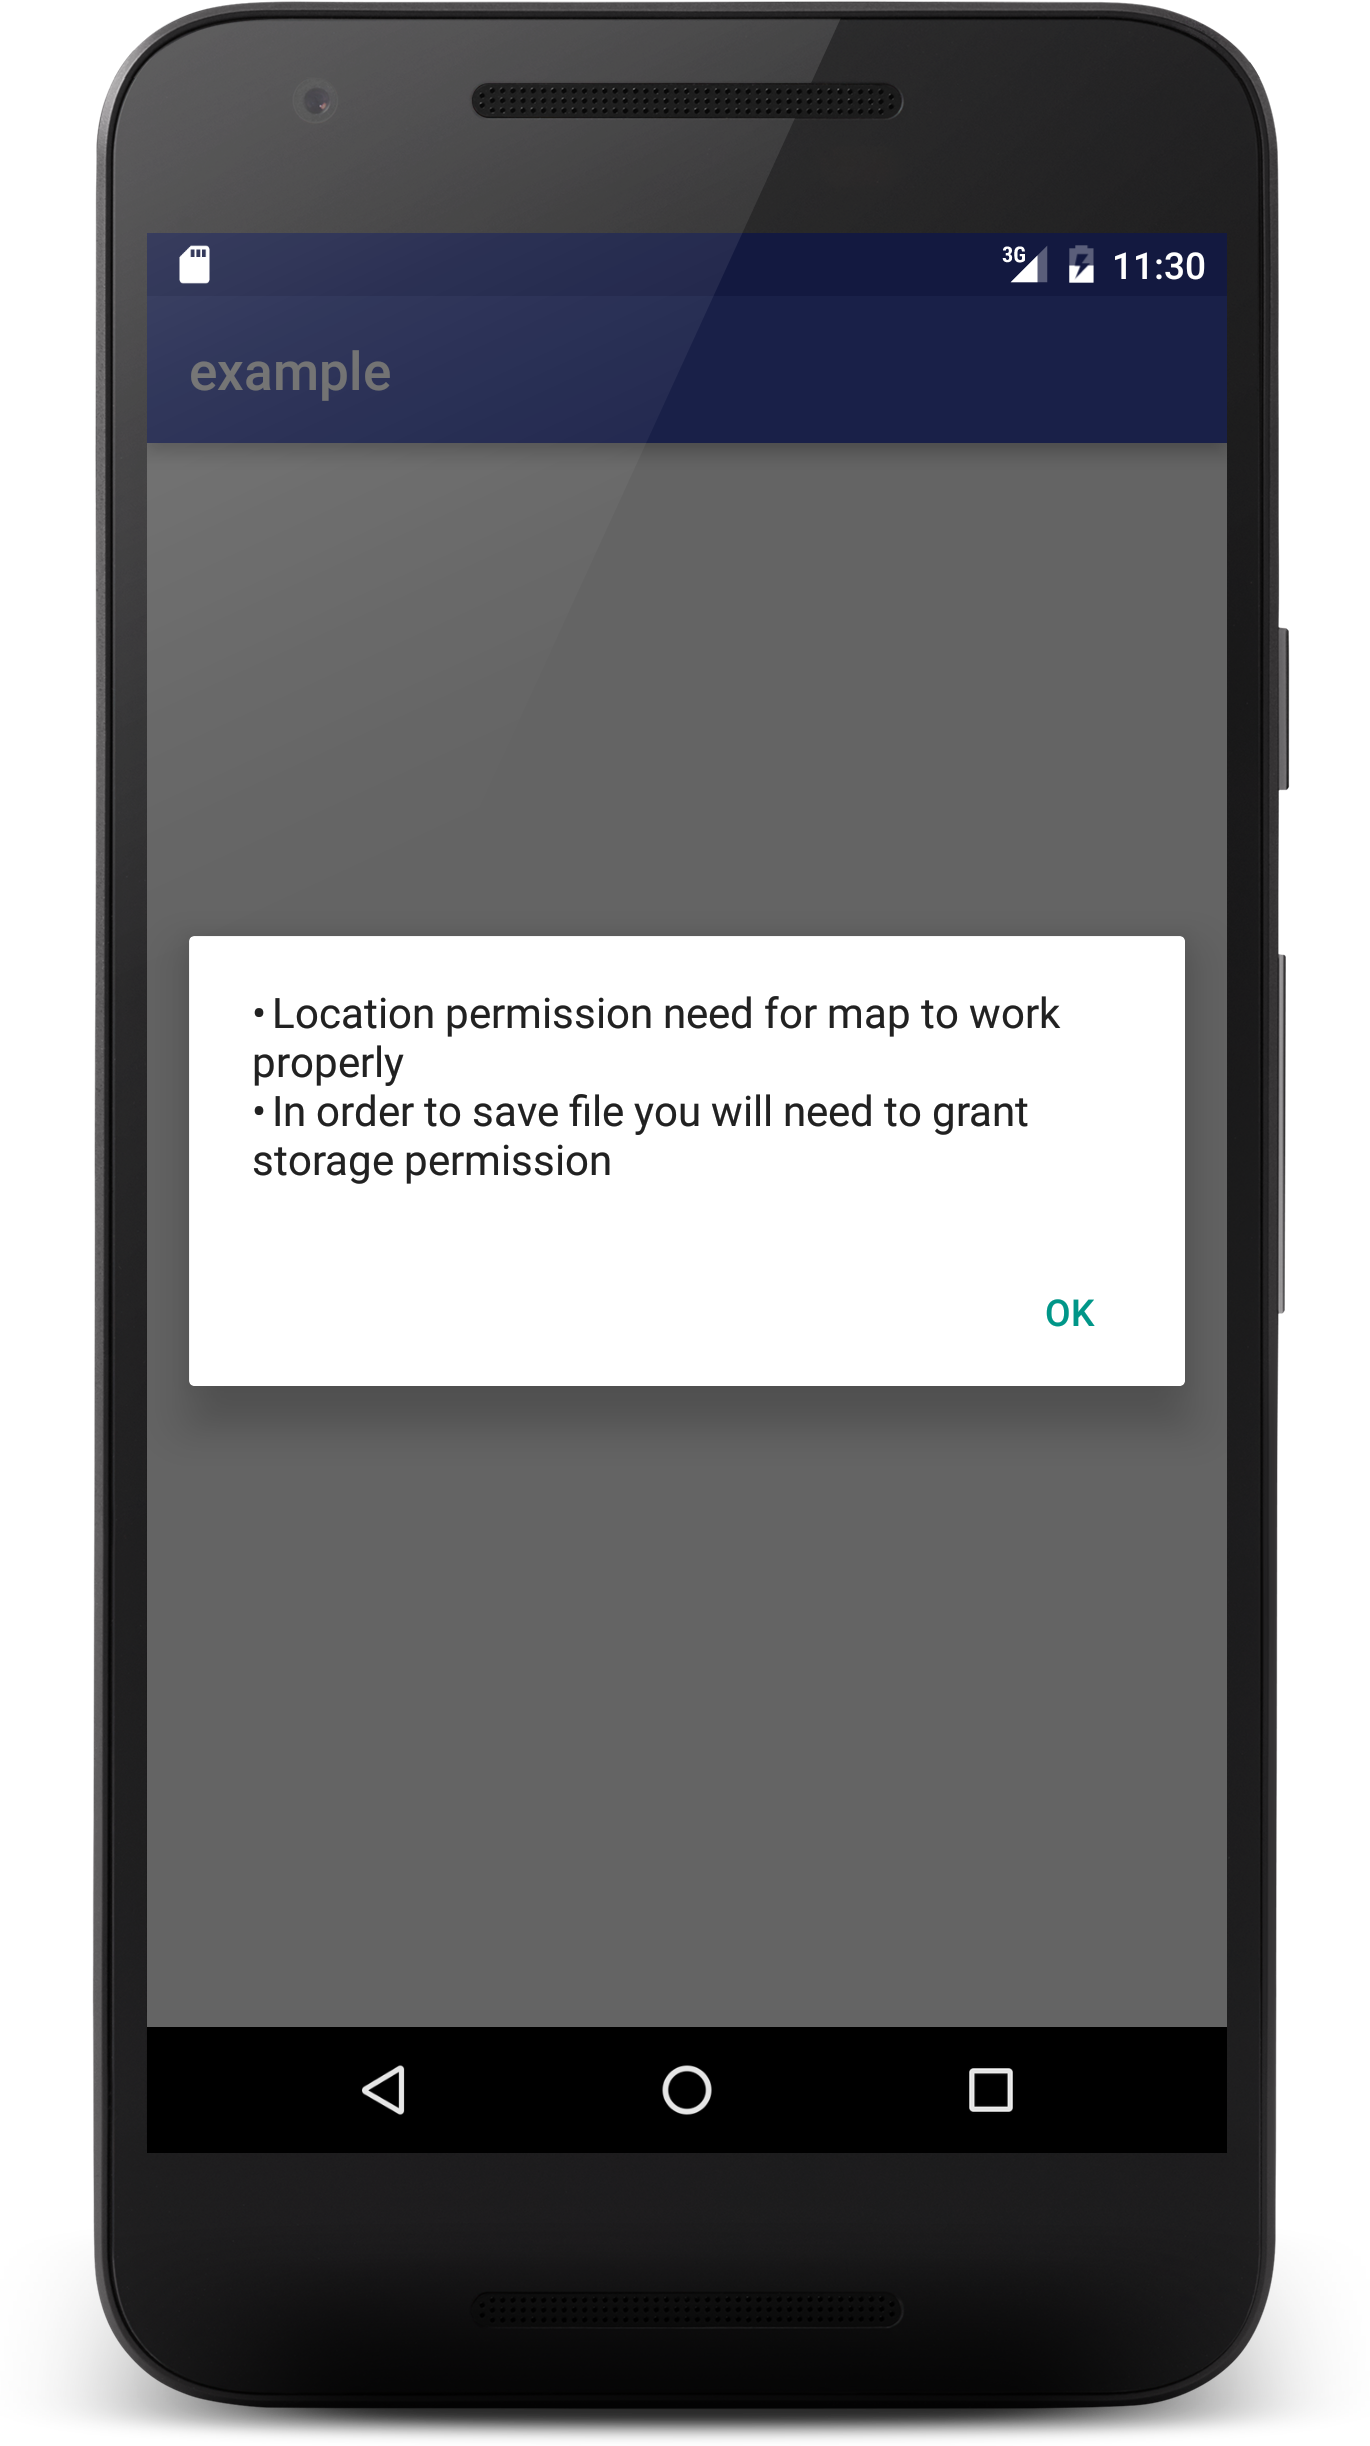 3G 11:30
example
• Location permission need for map to work
properly
• In order to save file you will need to grant
storage permission
OK